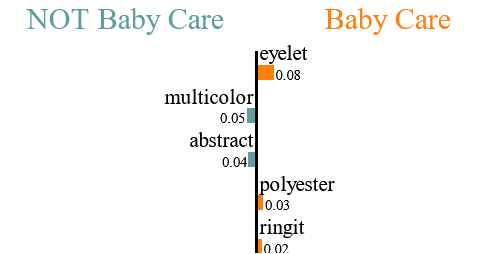 NOT Baby Care Baby Care
eyelet
0.08
multicolor
0.05
abstract
0.04
polyester
0.03
ringit
0.02